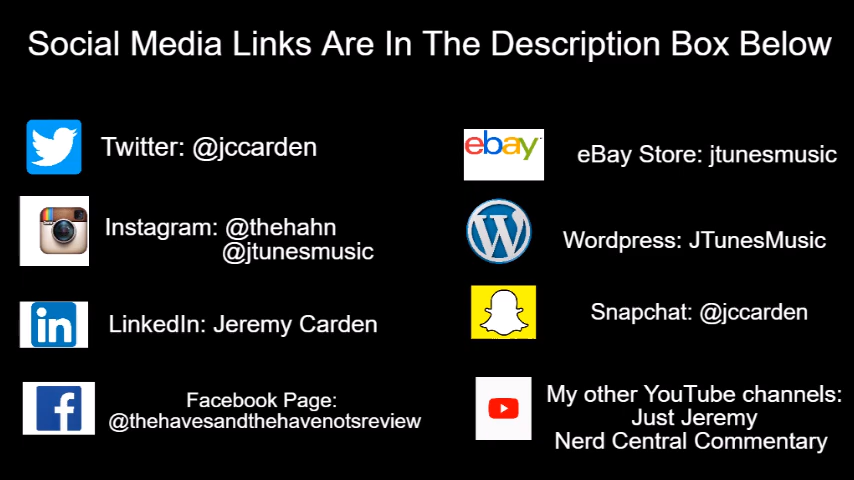 Social Media Links Are In The Description Box Below
Twitter: @jccarden
Instagram: @thehahn
@jtunesmusic
in
LinkedIn: Jeremy Carden
f
Facebook Page:
@thehavesandthehavenotsreview
ebay
eBay Store: jtunesmusic
W
Wordpress: JTunesMusic
Snapchat: @jccarden
My other YouTube channels:
Just Jeremy
Nerd Central Commentary